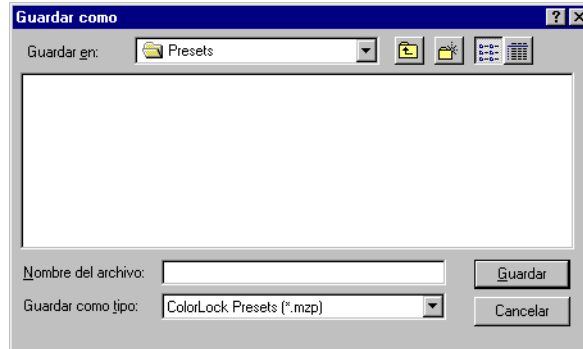 Guardar como
Guardar en: Presets
Nombre del archivo: Guardar
Guardar como tipo: ColorLock Presets (*.mzp) Cancelar